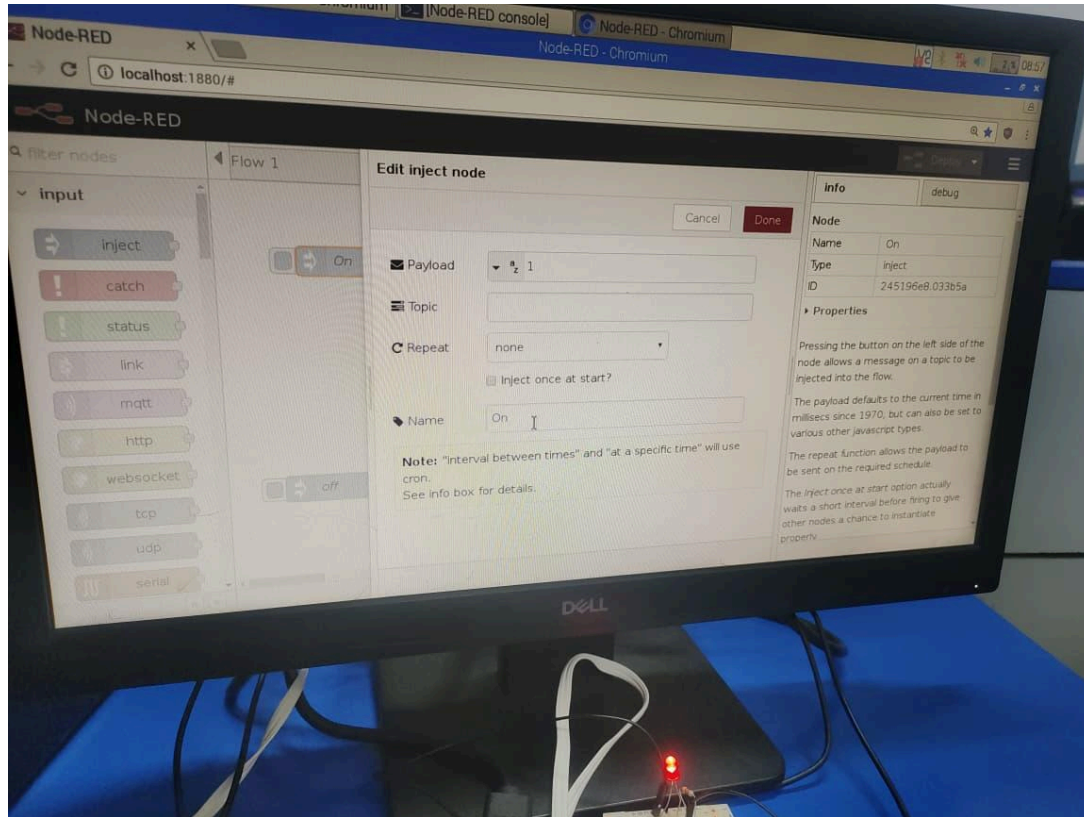 [Node-RED console]
Node-RED - Chromium
Node-RED - Chromium
08:57
Node-RED
localhost:1880/#
Node-RED
Deploy
filter nodes
Flow 1
input
inject
catch
status
link
mqtt
http
websocket
tcp
udp
serial
On
off
Edit inject node
Cancel
Done
Payload
a z 1
Topic
Repeat
none
Inject once at start?
Name
On
Note: "interval between times" and "at a specific time" will use
cron.
See info box for details.
info
debug
Node
Name On
Type inject
ID 245196e8.033b5a
Properties
Pressing the button on the left side of the
node allows a message on a topic to be
injected into the flow.
The payload defaults to the current time in
millisecs since 1970, but can also be set to
various other javascript types.
The repeat function allows the payload to
be sent on the required schedule.
The Inject once at start option actually
waits a short interval before firing to give
other nodes a chance to instantiate
properly.
DELL